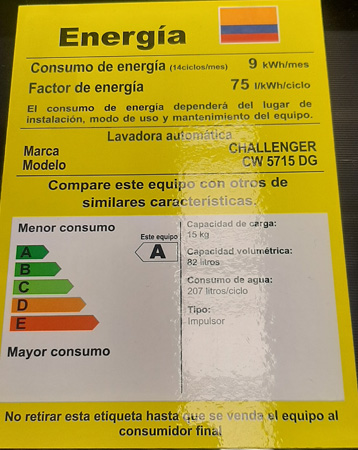 Energía
Consumo de energía (14ciclos/mes) 9 kWh/mes
Factor de energía 75 l/kWh/ciclo
El consumo de energía dependerá del lugar de
instalación, modo de uso y mantenimiento del equipo.
Lavadora automática
Marca CHALLENGER
Modelo CW 5715 DG
Compare este equipo con otros de
similares características.
Menor consumo
A
B
C
D
E
Mayor consumo
Este equipo
A
Capacidad de carga:
15 kg
Capacidad volumétrica:
82 litros
Consumo de agua:
207 litros/ciclo
Tipo:
Impulsor
No retirar esta etiqueta hasta que se venda el equipo al
consumidor final